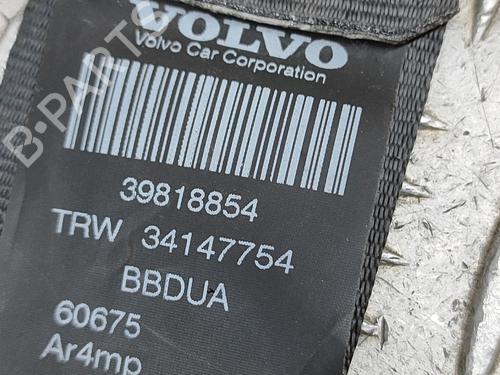 VOLVO
Volvo Car Corporation
39818854
TRW 34147754
BBDUA
60675
Ar4mp
B-PARTS